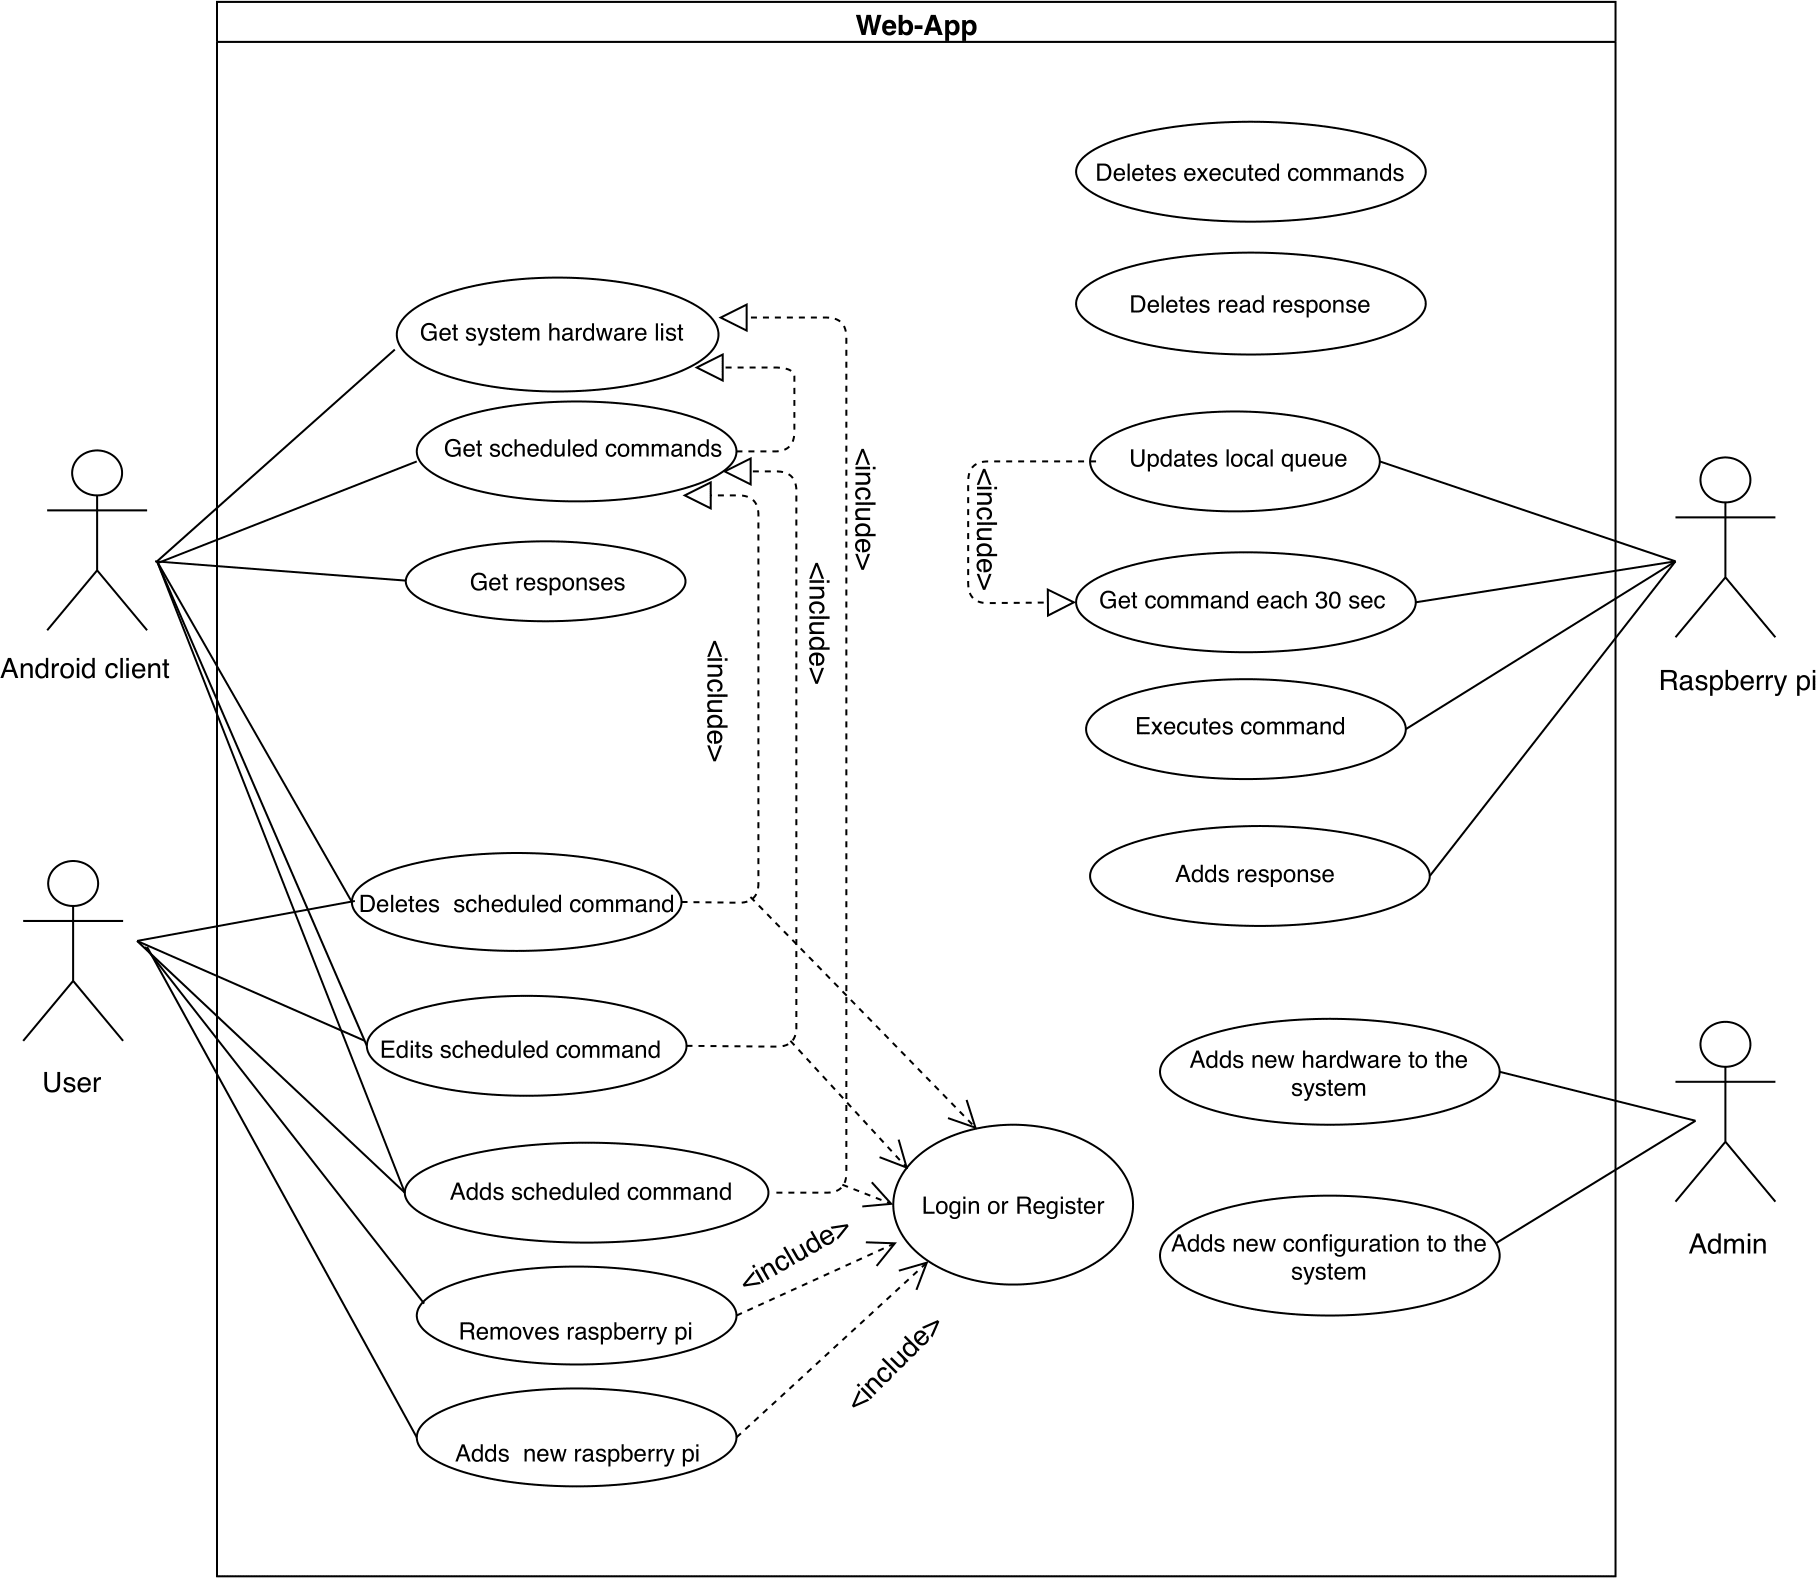 Web-App
Deletes executed commands
Deletes read response
Get system hardware list
Get scheduled commands
<include>
Updates local queue
<include>
Get responses
<include>
Get command each 30 sec
Android client
Raspberry pi
<include>
Executes command
Adds response
Deletes  scheduled command
User
Edits scheduled command
Adds new hardware to the
system
Adds scheduled command
Login or Register
<include>
Admin
Adds new configuration to the
system
Removes raspberry pi
<include>
Adds  new raspberry pi